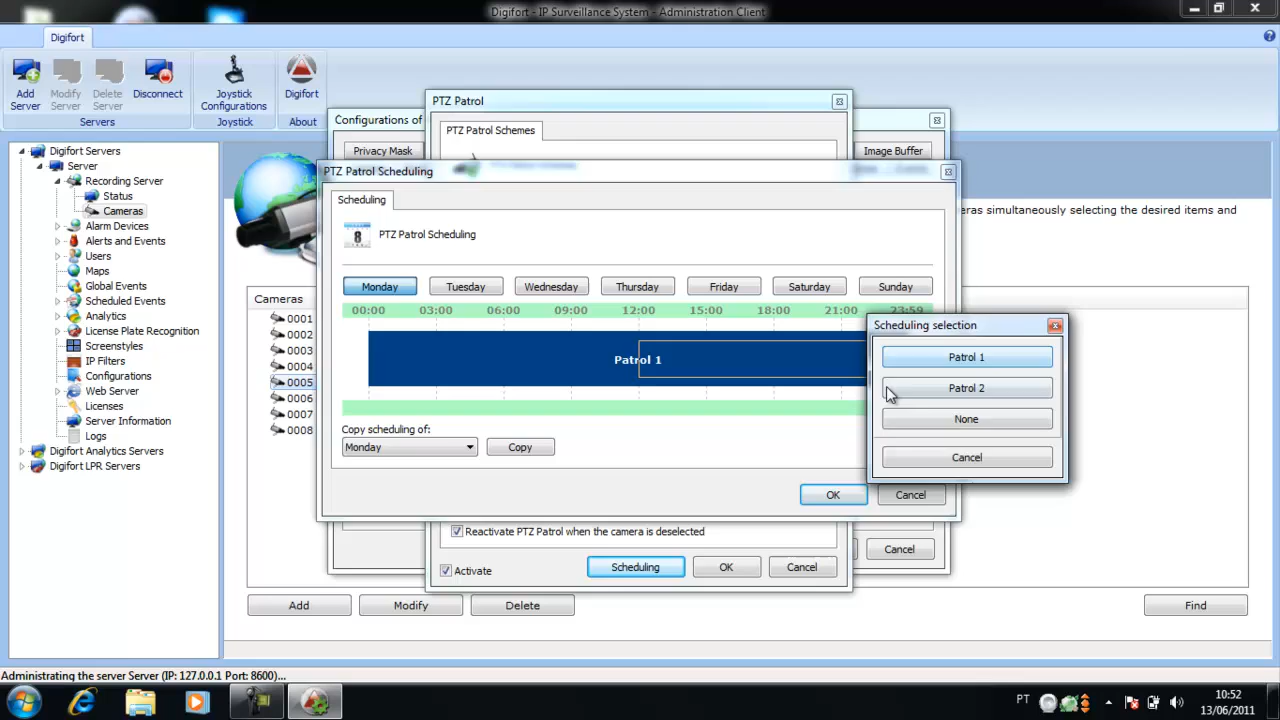 Digifort - IP Surveillance System - Administration Client
Digifort
Add Server
Modify Server
Delete Server
Disconnect
Joystick Configurations
Digifort
Servers
Joystick
About
Digifort Servers
Server
Recording Server
Status
Cameras
Alarm Devices
Alerts and Events
Users
Maps
Global Events
Scheduled Events
Analytics
License Plate Recognition
Screenstyles
IP Filters
Configurations
Web Server
Licenses
Server Information
Logs
Digifort Analytics Servers
Digifort LPR Servers
Configurations of
Privacy Mask
Image Buffer
PTZ Patrol
PTZ Patrol Schemes
eras simultaneously selecting the desired items and
Cameras
0001
0002
0003
0004
0005
0006
0007
0008
PTZ Patrol Scheduling
Scheduling
8
PTZ Patrol Scheduling
Monday Tuesday Wednesday Thursday Friday Saturday Sunday
00:00 03:00 06:00 09:00 12:00 15:00 18:00 21:00 23:59
Patrol 1
Copy scheduling of:
Monday Copy
OK Cancel
Scheduling selection
Patrol 1
Patrol 2
None
Cancel
Reactivate PTZ Patrol when the camera is deselected
Activate Scheduling OK Cancel
Cancel
Add Modify Delete Find
Administrating the server Server (IP: 127.0.0.1 Port: 8600)...
PT
10:52
13/06/2011